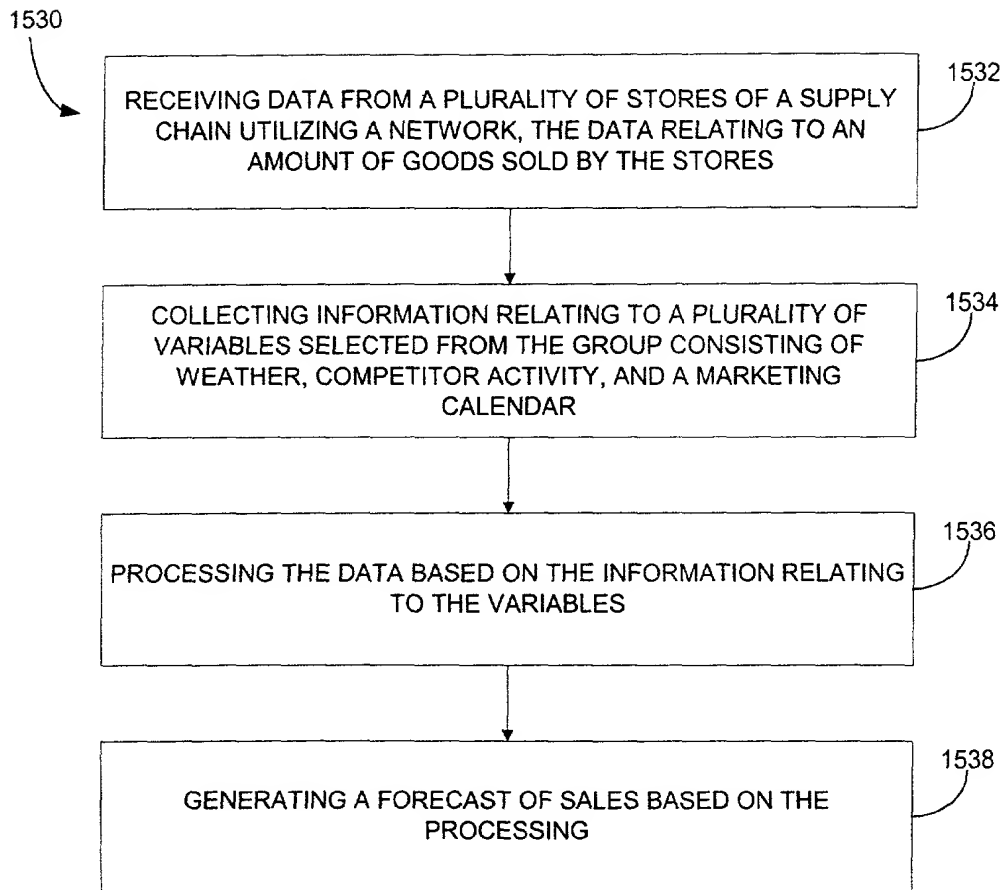 1530
1532
RECEIVING DATA FROM A PLURALITY OF STORES OF A SUPPLY
CHAIN UTILIZING A NETWORK, THE DATA RELATING TO AN
AMOUNT OF GOODS SOLD BY THE STORES
1534
COLLECTING INFORMATION RELATING TO A PLURALITY OF
VARIABLES SELECTED FROM THE GROUP CONSISTING OF
WEATHER, COMPETITOR ACTIVITY, AND A MARKETING
CALENDAR
1536
PROCESSING THE DATA BASED ON THE INFORMATION RELATING
TO THE VARIABLES
1538
GENERATING A FORECAST OF SALES BASED ON THE
PROCESSING